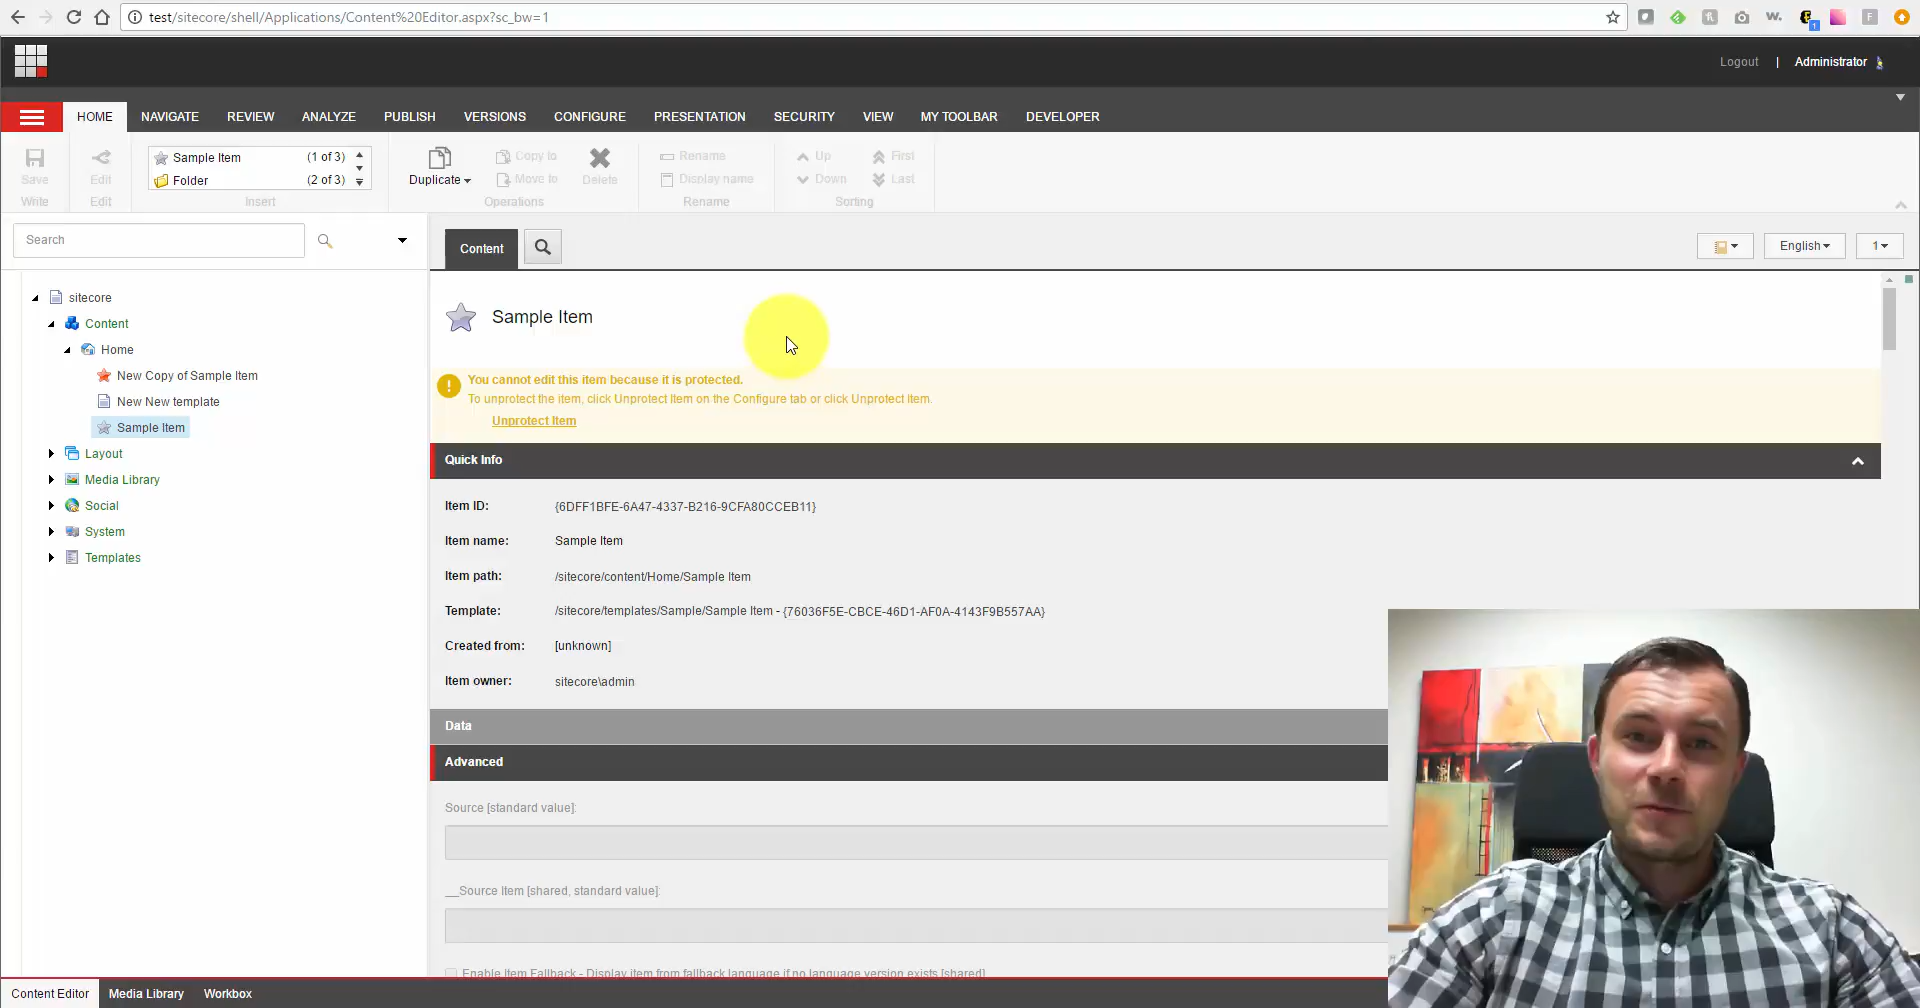 test/sitecore/shell/Applications/Content%20Editor.aspx?sc_bw=1
Logout | Administrator
HOME NAVIGATE REVIEW ANALYZE PUBLISH VERSIONS CONFIGURE PRESENTATION SECURITY VIEW MY TOOLBAR DEVELOPER
Save
Write
Edit
Edit
Sample Item (1 of 3)
Folder (2 of 3)
Insert
Duplicate
Copy to
Move to
Delete
Operations
Rename
Display name
Rename
Up First
Down Last
Sorting
Search
sitecore
Content
Home
New Copy of Sample Item
New New template
Sample Item
Layout
Media Library
Social
System
Templates
Content
English 1
Sample Item
You cannot edit this item because it is protected.
To unprotect the item, click Unprotect Item on the Configure tab or click Unprotect Item.
Unprotect Item
Quick Info
Item ID: {6DFF1BFE-6A47-4337-B216-9CFA80CCEB11}
Item name: Sample Item
Item path: /sitecore/content/Home/Sample Item
Template: /sitecore/templates/Sample/Sample Item - {76036F5E-CBCE-46D1-AF0A-4143F9B557AA}
Created from: [unknown]
Item owner: sitecore\admin
Data
Advanced
Source [standard value]:
__Source Item [shared, standard value]:
Enable Item Fallback - Display item from fallback language if no language version exists [shared]
Content Editor Media Library Workbox